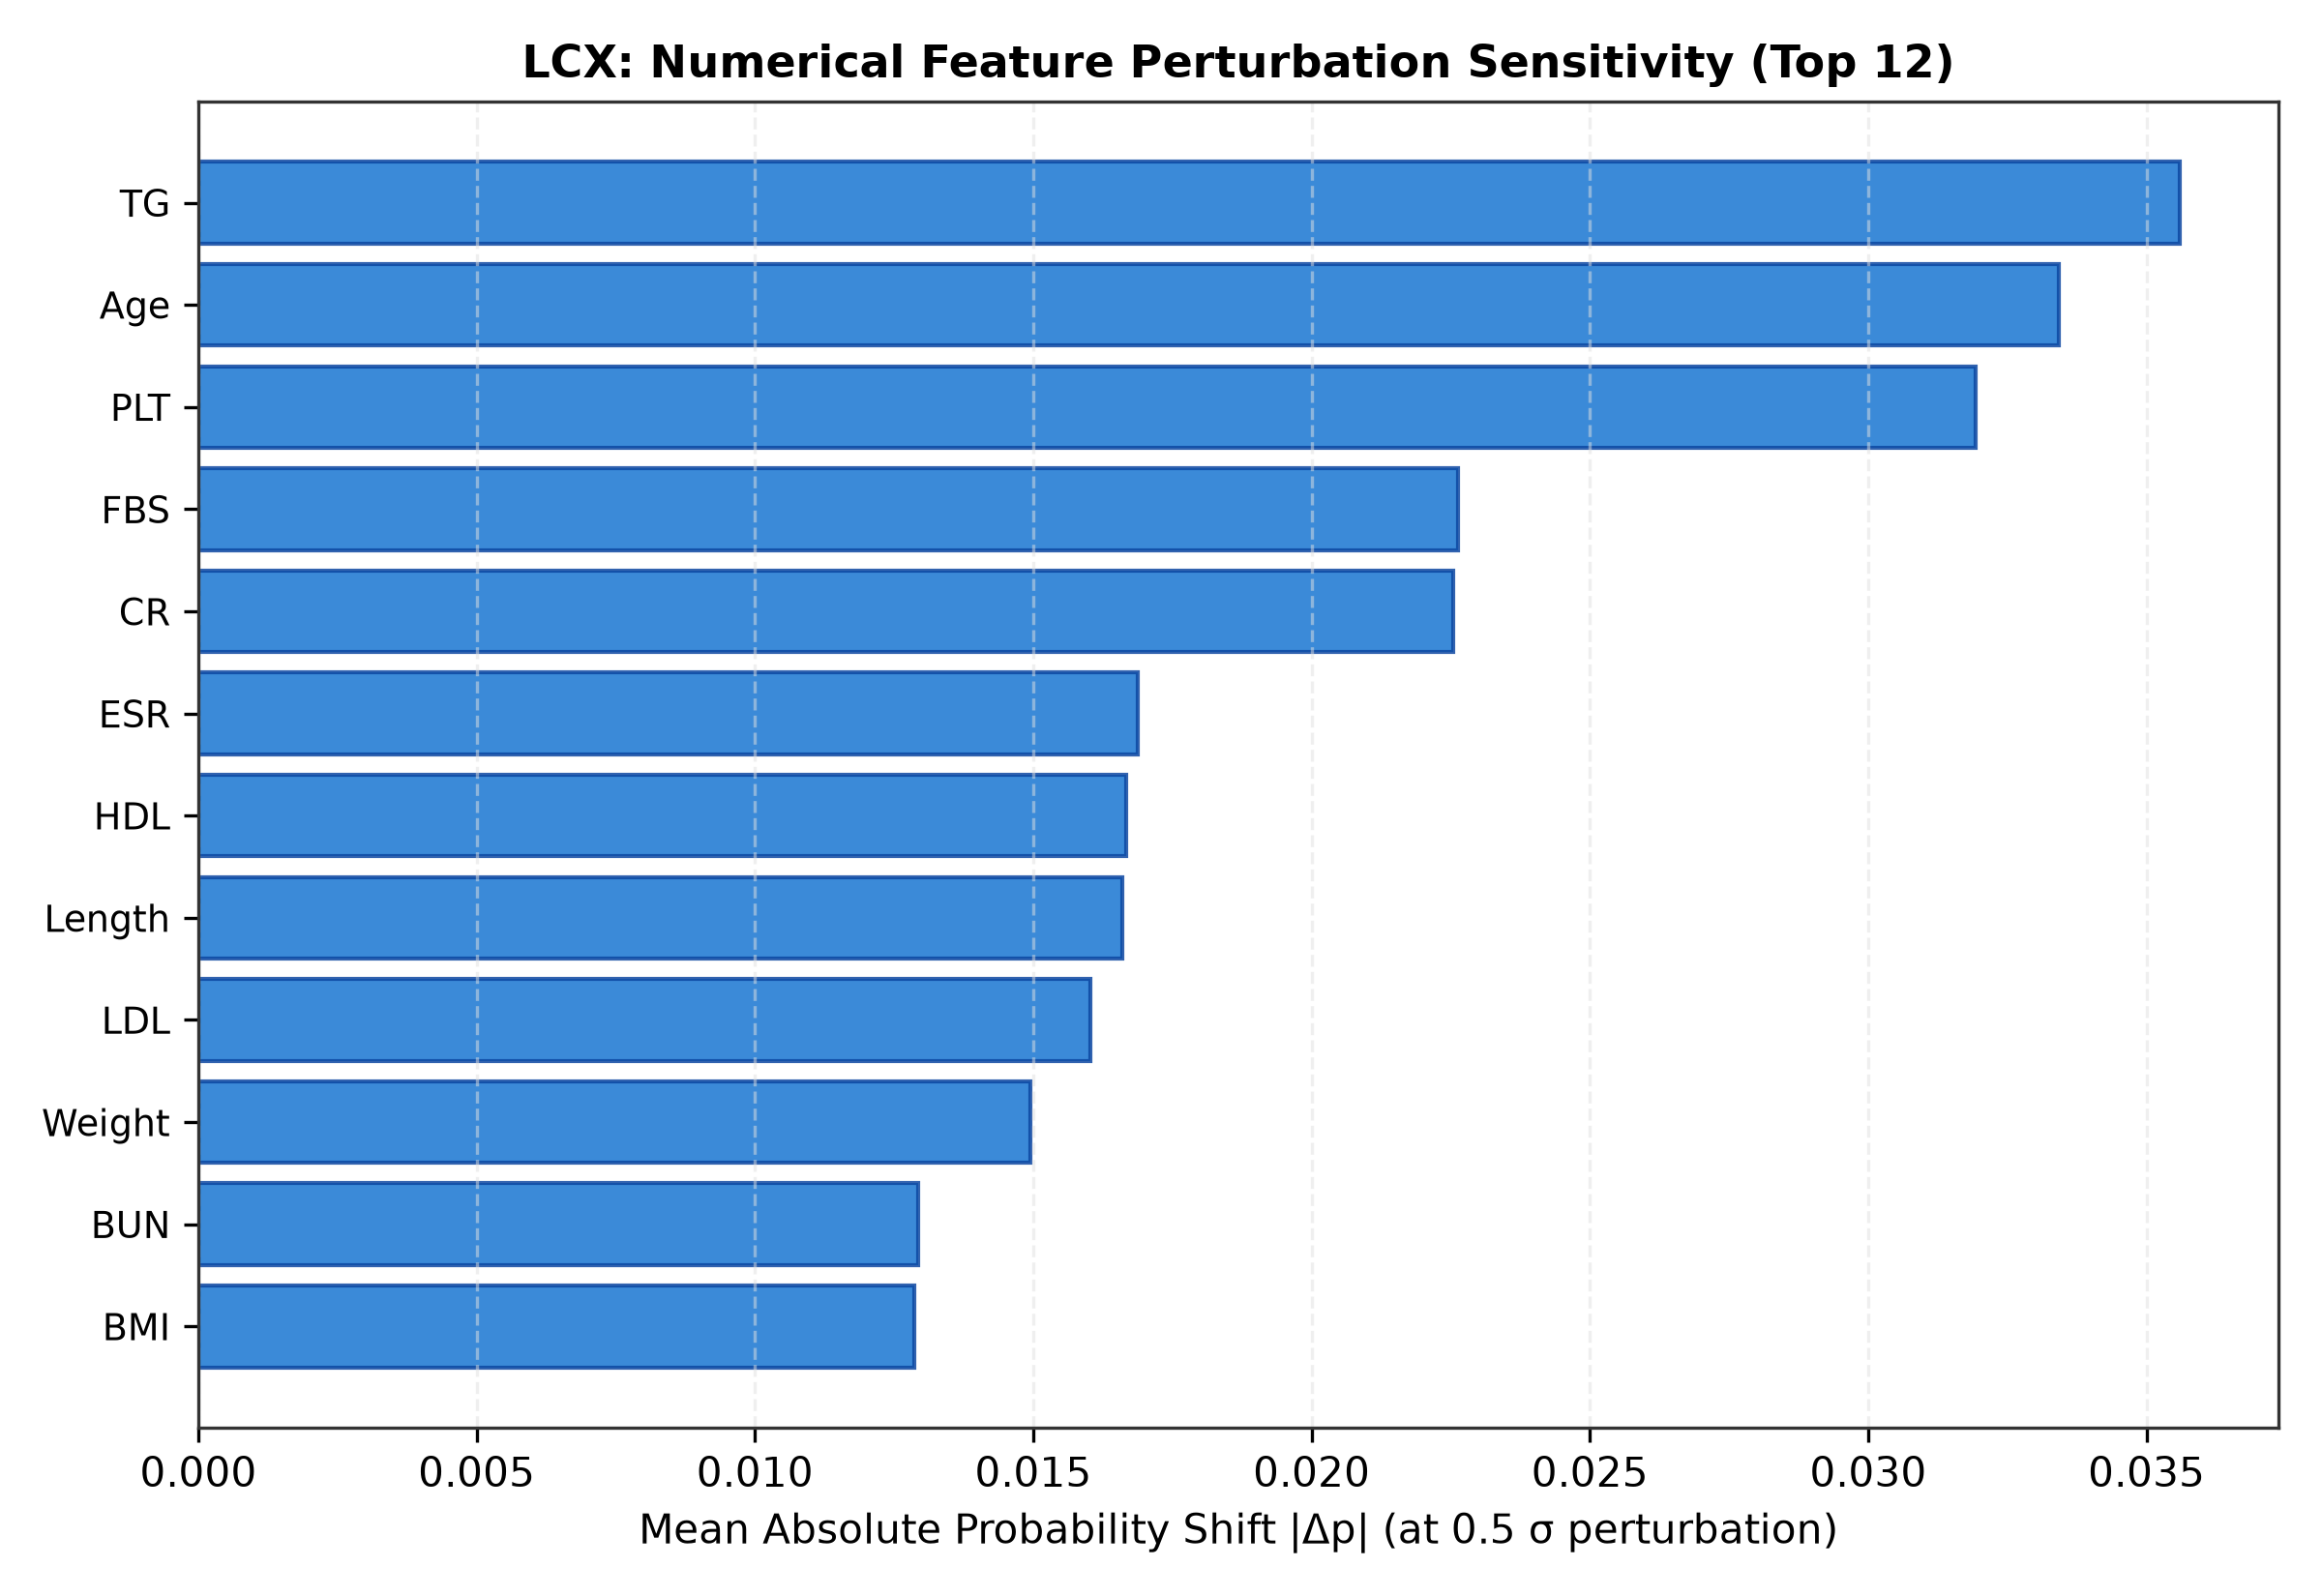 LCX: Numerical Feature Perturbation Sensitivity (Top 12)
TG
Age
PLT
FBS
CR
ESR
HDL
Length
LDL
Weight
BUN
BMI
0.000 0.005 0.010 0.015 0.020 0.025 0.030 0.035
Mean Absolute Probability Shift |Δp| (at 0.5 σ perturbation)